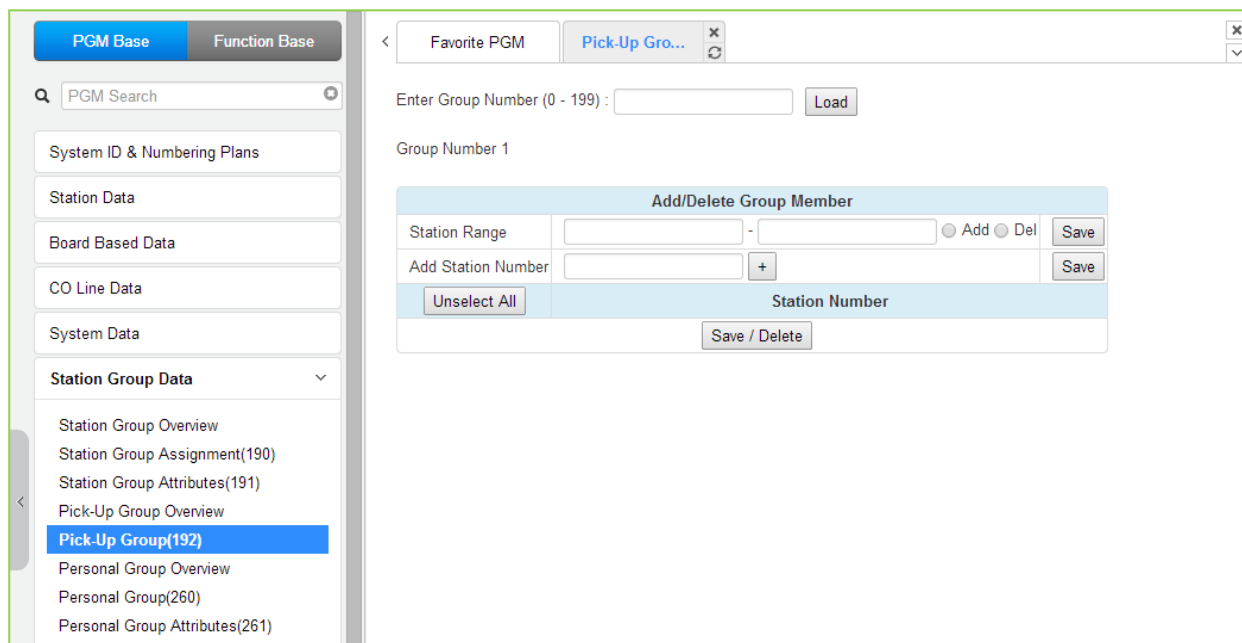 PGM Base Function Base
PGM Search
System ID & Numbering Plans
Station Data
Board Based Data
CO Line Data
System Data
Station Group Data
Station Group Overview
Station Group Assignment(190)
Station Group Attributes(191)
Pick-Up Group Overview
Pick-Up Group(192)
Personal Group Overview
Personal Group(260)
Personal Group Attributes(261)
Favorite PGM Pick-Up Gro...
Enter Group Number (0 - 199) : Load
Group Number 1
Add/Delete Group Member
Station Range - Add Del Save
Add Station Number + Save
Unselect All Station Number
Save / Delete